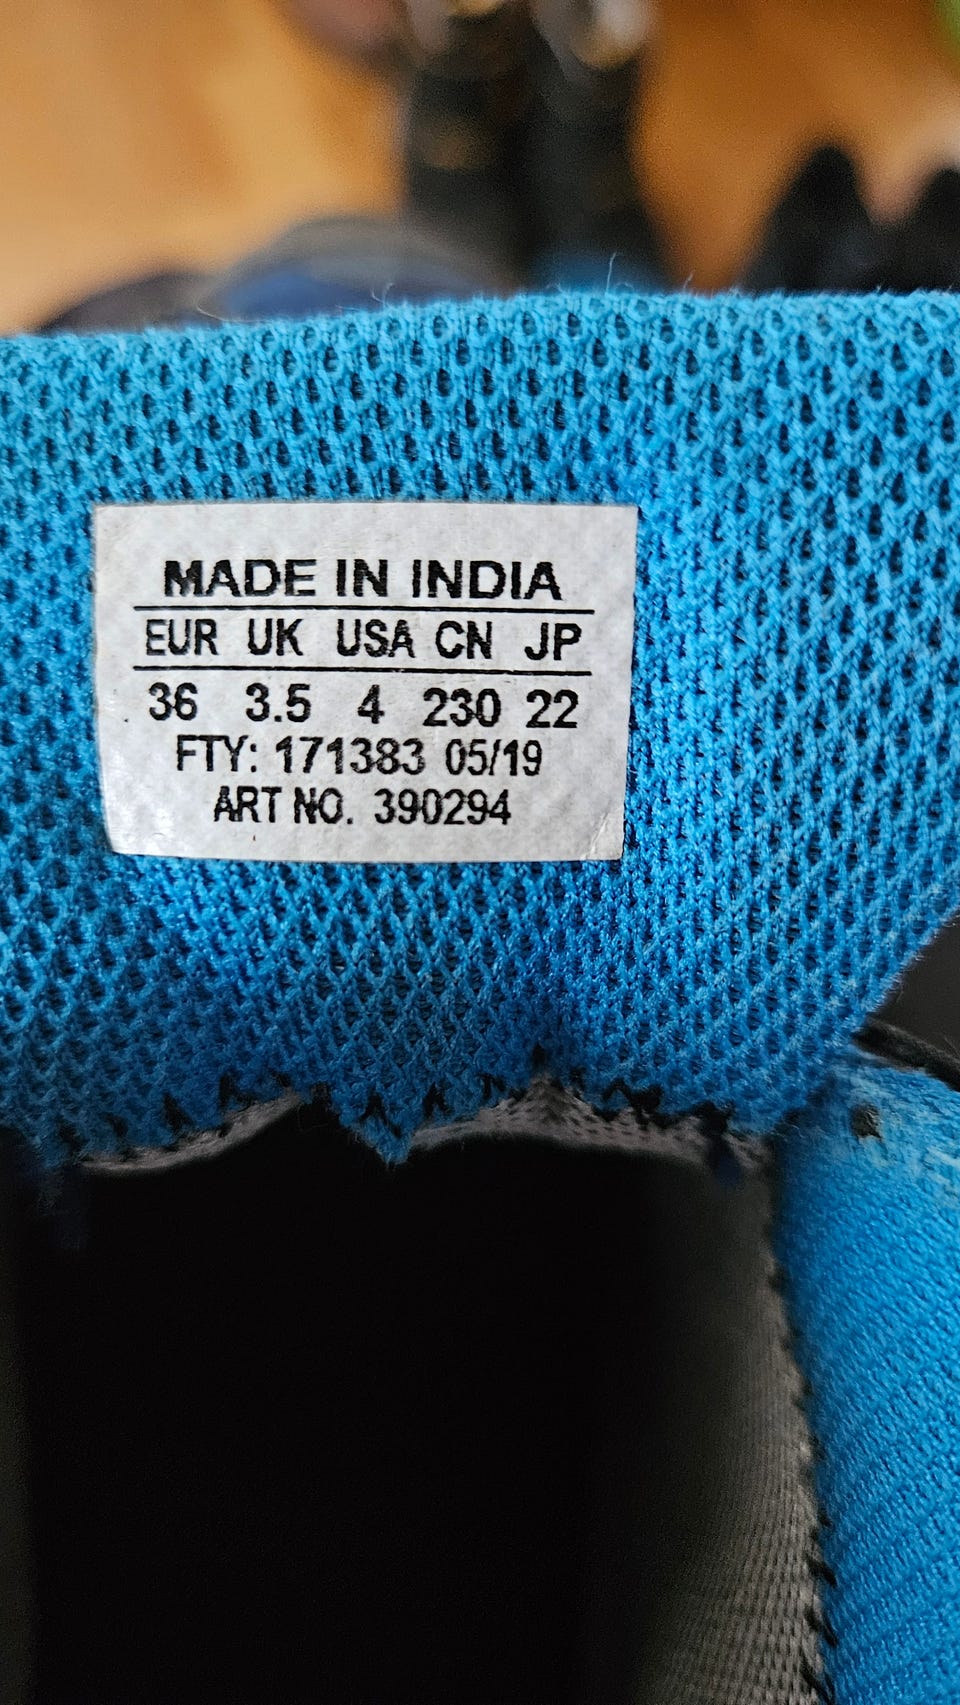 MADE IN INDIA
EUR UK USA CN JP
36 3.5 4 230 22
FTY: 171383 05/19
ART NO. 390294